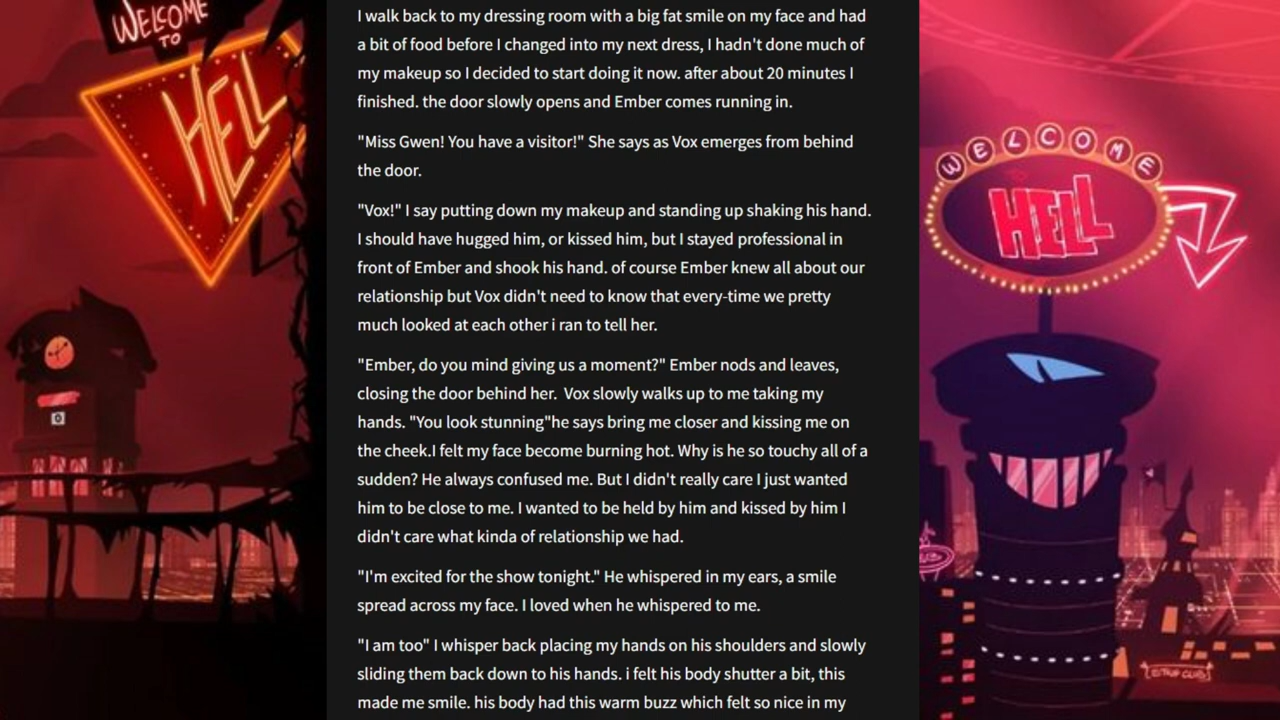 WELCOME
TO
HELL
I walk back to my dressing room with a big fat smile on my face and had
a bit of food before I changed into my next dress, I hadn't done much of
my makeup so I decided to start doing it now. after about 20 minutes I
finished. the door slowly opens and Ember comes running in.
"Miss Gwen! You have a visitor!" She says as Vox emerges from behind
the door.
"Vox!" I say putting down my makeup and standing up shaking his hand.
I should have hugged him, or kissed him, but I stayed professional in
front of Ember and shook his hand. of course Ember knew all about our
relationship but Vox didn't need to know that every-time we pretty
much looked at each other i ran to tell her.
"Ember, do you mind giving us a moment?" Ember nods and leaves,
closing the door behind her.  Vox slowly walks up to me taking my
hands. "You look stunning"he says bring me closer and kissing me on
the cheek.I felt my face become burning hot. Why is he so touchy all of a
sudden? He always confused me. But I didn't really care I just wanted
him to be close to me. I wanted to be held by him and kissed by him I
didn't care what kinda of relationship we had.
"I'm excited for the show tonight." He whispered in my ears, a smile
spread across my face. I loved when he whispered to me.
"I am too" I whisper back placing my hands on his shoulders and slowly
sliding them back down to his hands. i felt his body shutter a bit, this
made me smile. his body had this warm buzz which felt so nice in my
WELCOME
TO
HELL